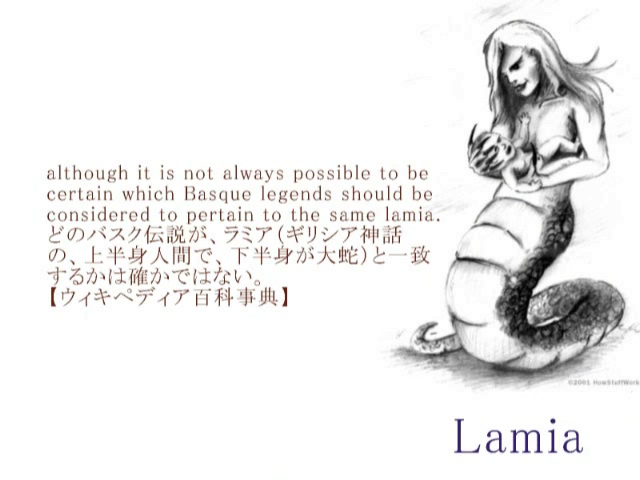 although it is not always possible to be
certain which Basque legends should be
considered to pertain to the same lamia.
どのバスク伝説が、ラミア(ギリシア神話
の、上半身人間で、下半身が大蛇)と一致
するかは確かではない。
【ウィキペディア百科事典】
©2001 HowStuffWork
Lamia